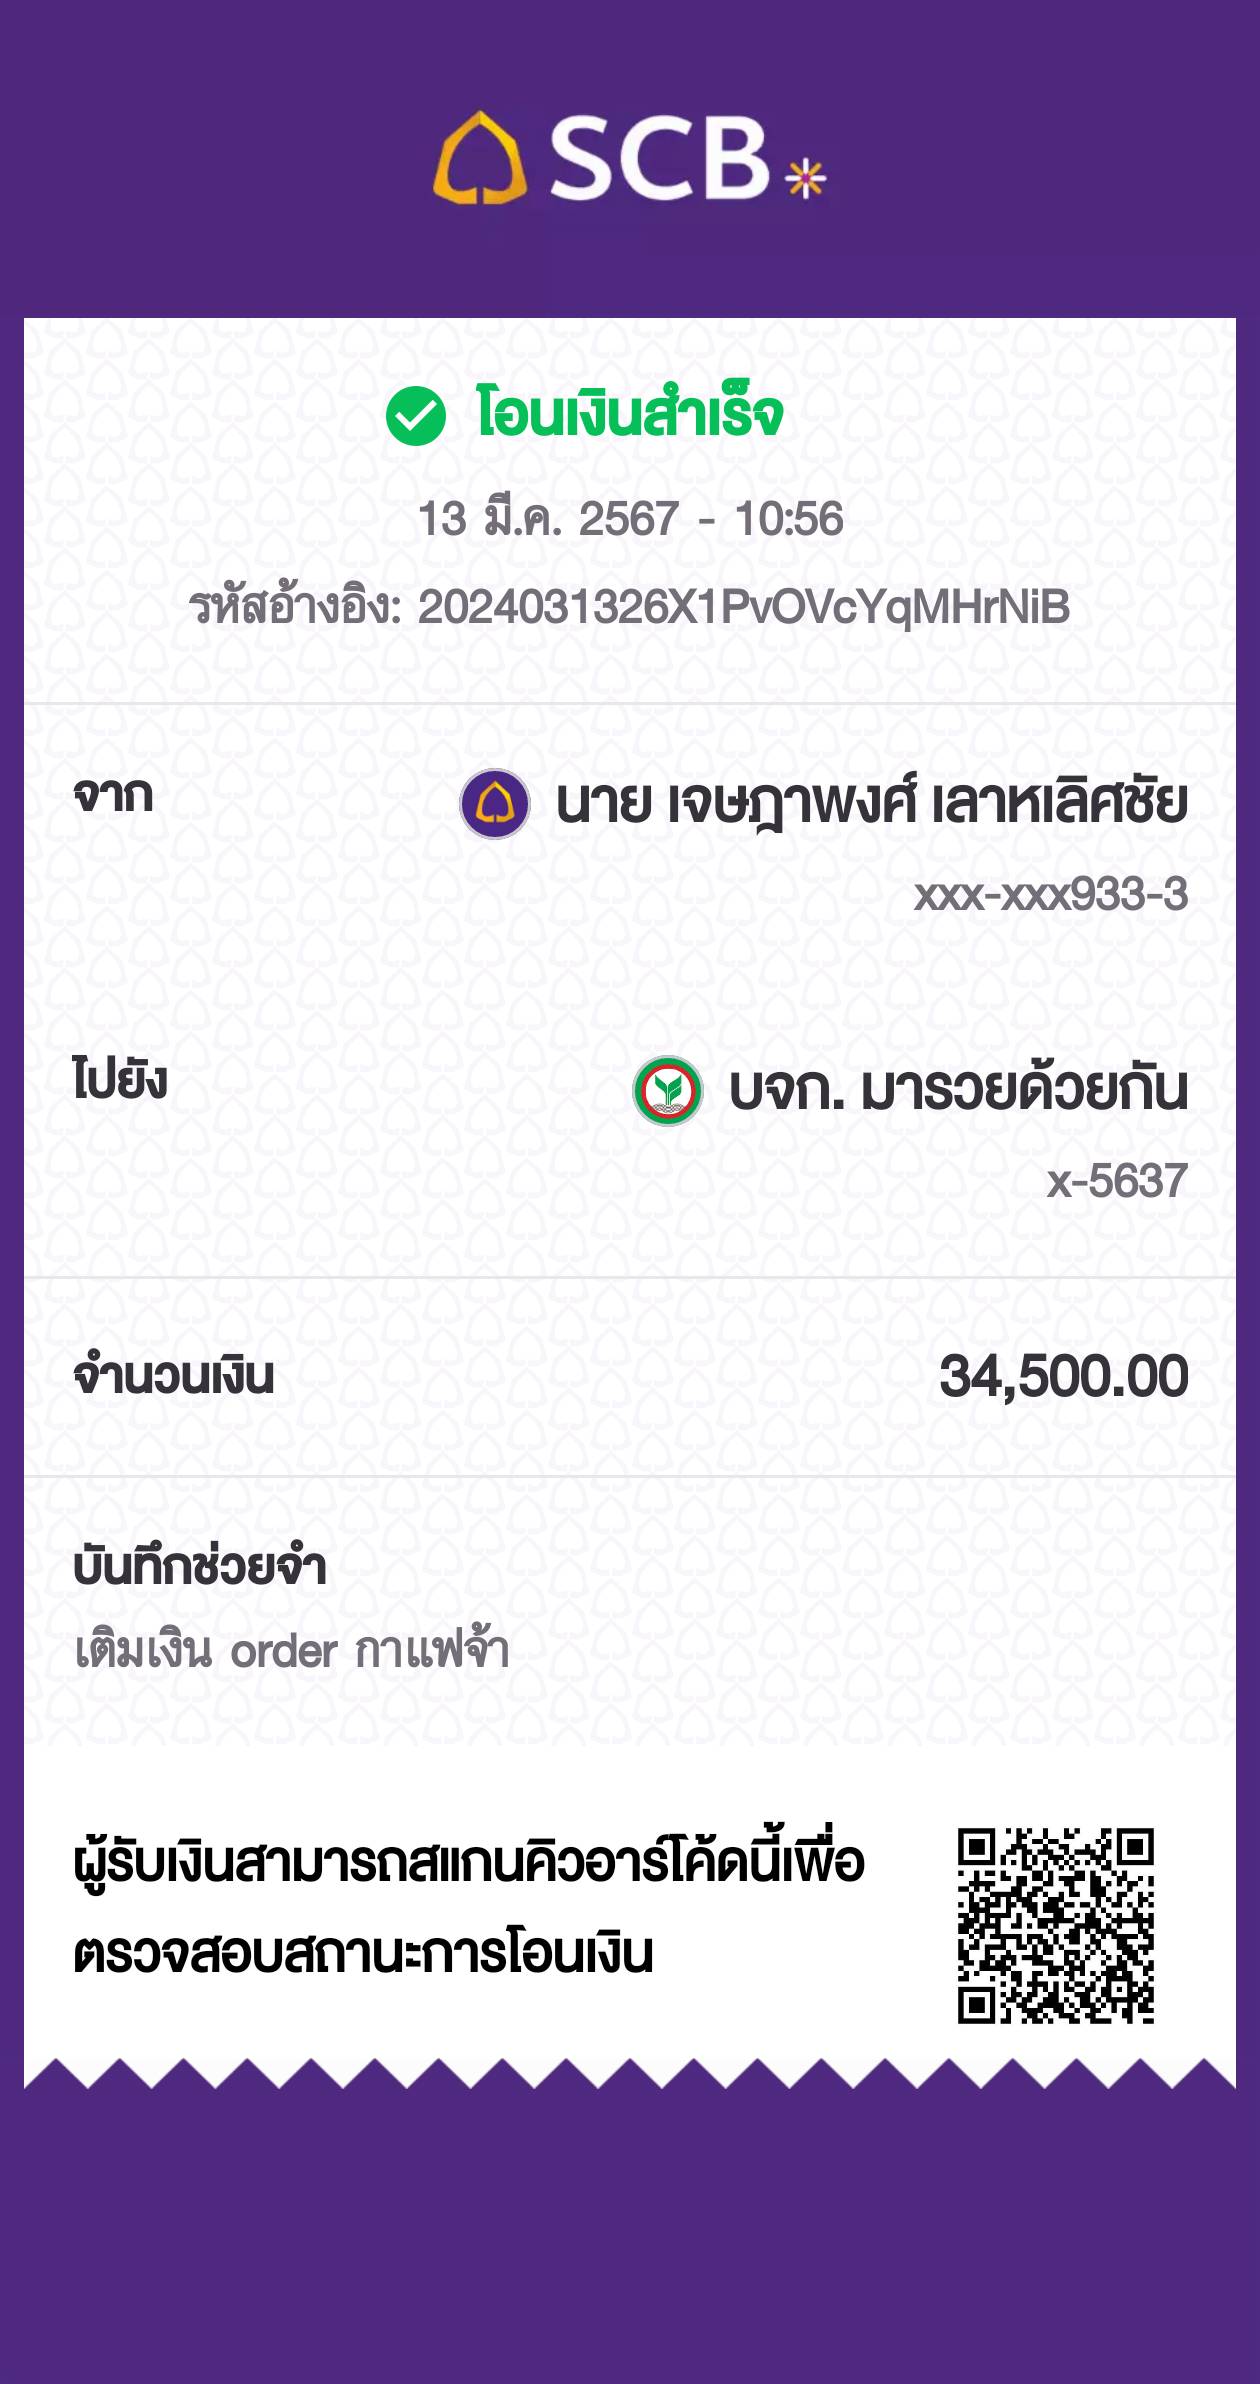 SCB
โอนเงินสำเร็จ
13 มี.ค. 2567 - 10:56
รหัสอ้างอิง: 2024031326X1PvOVcYqMHrNiB
จาก นาย เจษฎาพงศ์ เลาหเลิศชัย
xxx-xxx933-3
ไปยัง บจก. มารวยด้วยกัน
x-5637
จำนวนเงิน 34,500.00
บันทึกช่วยจำ
เติมเงิน order กาแฟจ้า
ผู้รับเงินสามารถสแกนคิวอาร์โค้ดนี้เพื่อ
ตรวจสอบสถานะการโอนเงิน